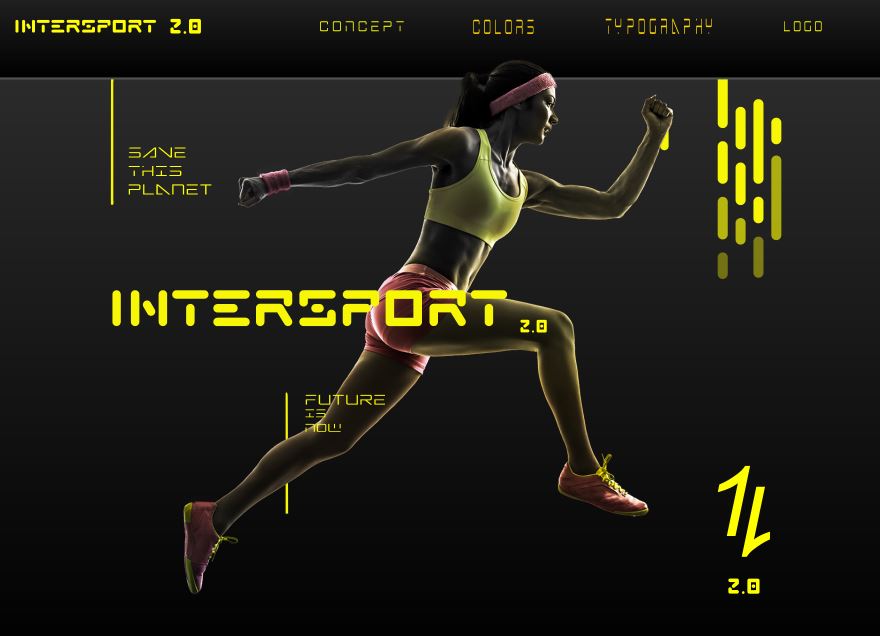 INTERSPORT 2.0
CONCEPT
COLORS
TYPOGRAPHY
LOGO
SAVE
THIS
PLANET
INTERSPORT 2.0
FUTURE
IS
NOW
2.0